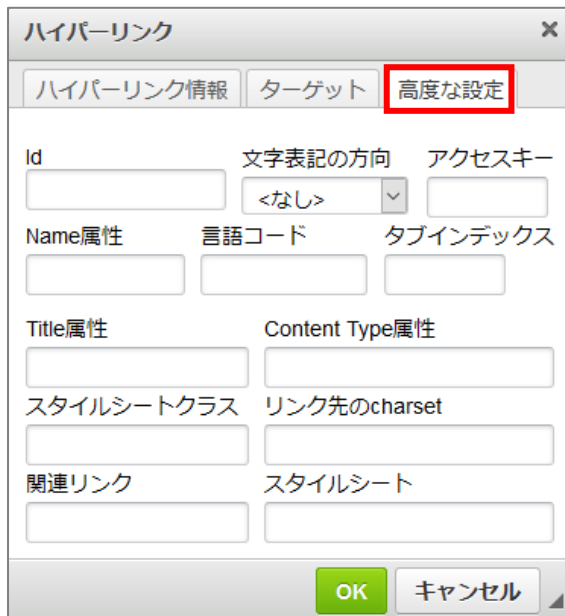 ハイパーリンク ×
ハイパーリンク情報 ターゲット 高度な設定
Id 文字表記の方向 アクセスキー
<なし>
Name属性 言語コード タブインデックス
Title属性 Content Type属性
スタイルシートクラス リンク先のcharset
関連リンク スタイルシート
OK キャンセル